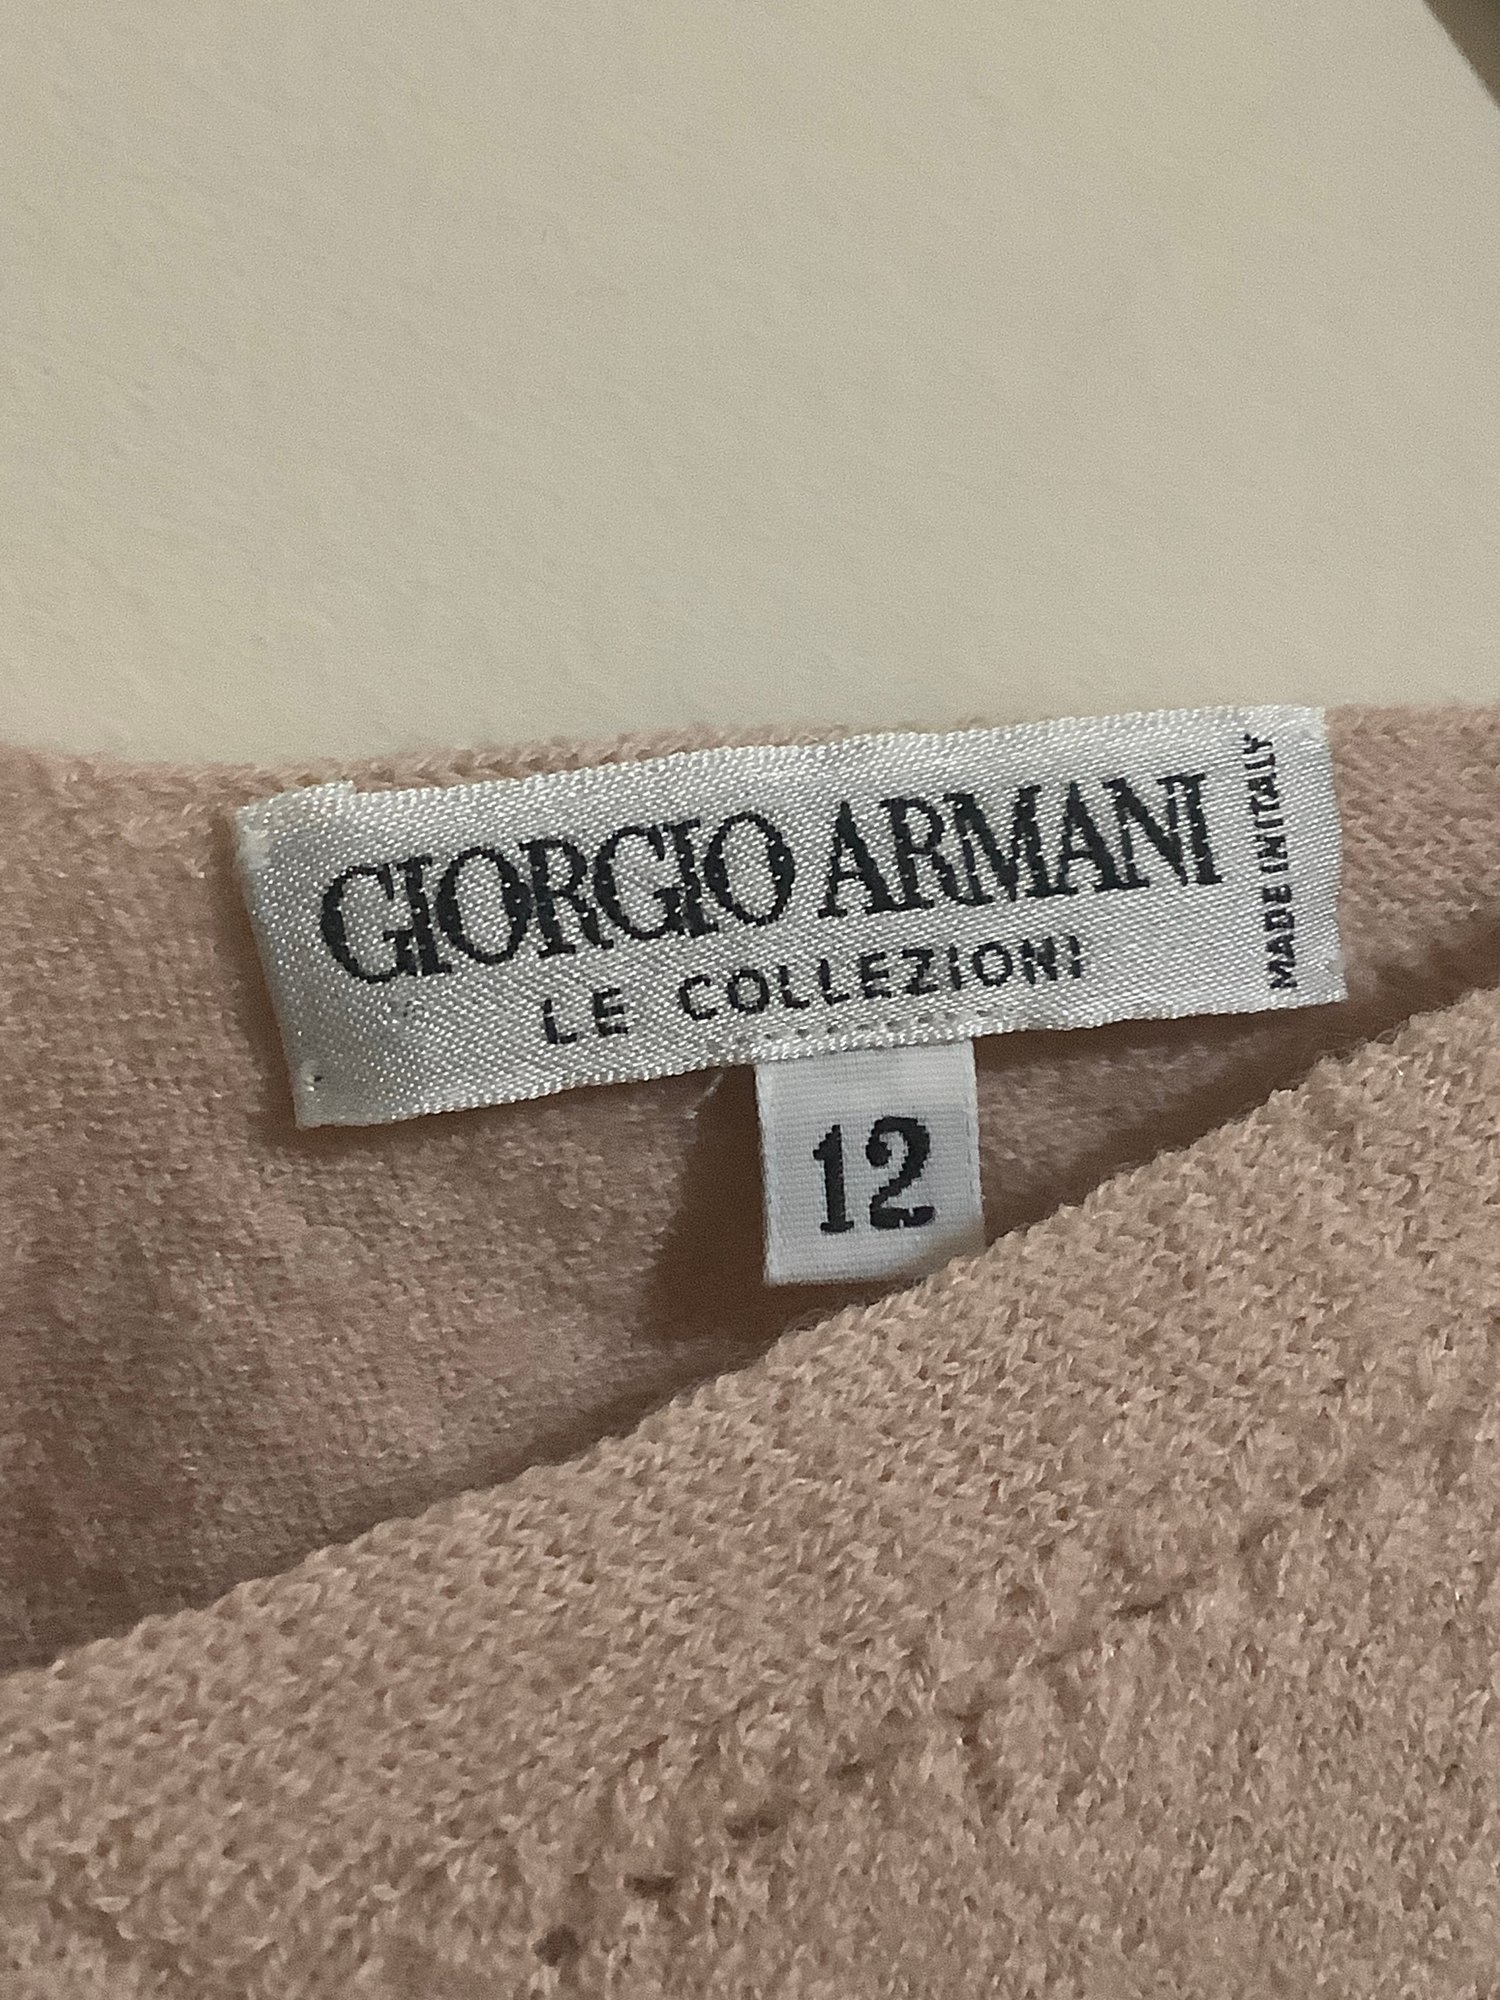 GIORGIO ARMANI
LE COLLEZIONI
MADE IN ITALY
12